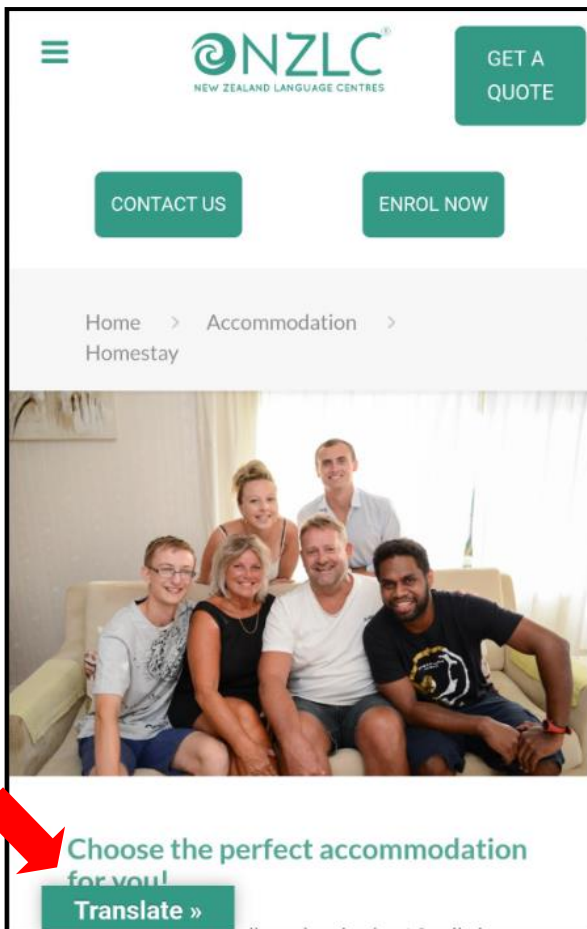 NZLC®
NEW ZEALAND LANGUAGE CENTRES
GET A
QUOTE
CONTACT US
ENROL NOW
Home > Accommodation >
Homestay
Choose the perfect accommodation
for you!
Translate »